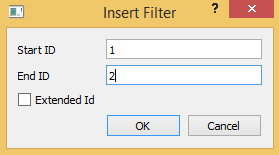 Insert Filter ?
Start ID 1
End ID 2
Extended Id
OK Cancel